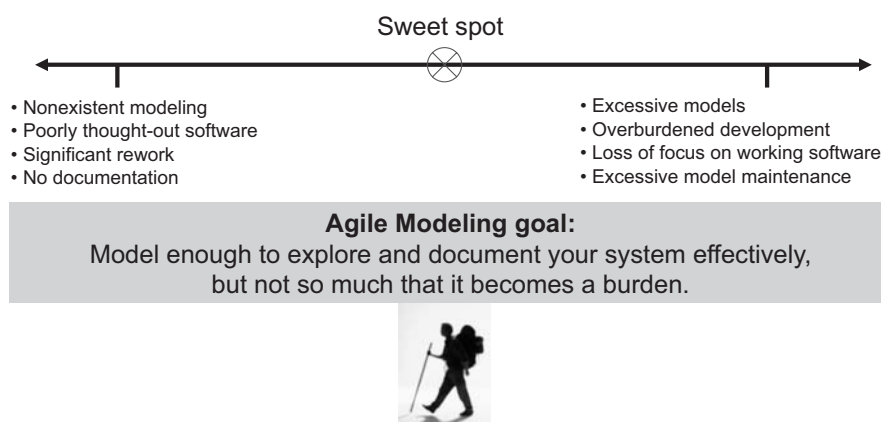 Sweet spot
• Nonexistent modeling
• Poorly thought-out software
• Significant rework
• No documentation
• Excessive models
• Overburdened development
• Loss of focus on working software
• Excessive model maintenance
Agile Modeling goal:
Model enough to explore and document your system effectively,
but not so much that it becomes a burden.